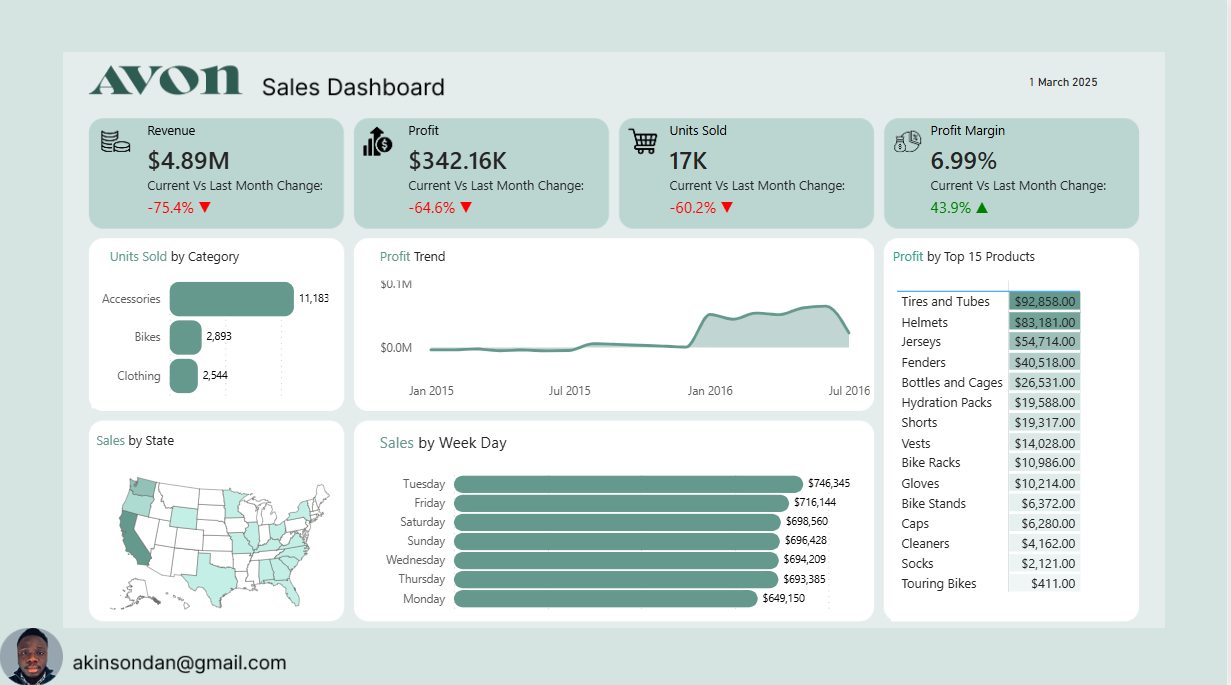 AVON
Sales Dashboard
1 March 2025
Revenue
$4.89M
Current Vs Last Month Change:
-75.4% ▼
Profit
$342.16K
Current Vs Last Month Change:
-64.6% ▼
Units Sold
17K
Current Vs Last Month Change:
-60.2% ▼
Profit Margin
6.99%
Current Vs Last Month Change:
43.9% ▲
Units Sold by Category
Accessories 11,183
Bikes 2,893
Clothing 2,544
Profit Trend
$0.1M
$0.0M
Jan 2015 Jul 2015 Jan 2016 Jul 2016
Profit by Top 15 Products
Tires and Tubes $92,858.00
Helmets $83,181.00
Jerseys $54,714.00
Fenders $40,518.00
Bottles and Cages $26,531.00
Hydration Packs $19,588.00
Shorts $19,317.00
Vests $14,028.00
Bike Racks $10,986.00
Gloves $10,214.00
Bike Stands $6,372.00
Caps $6,280.00
Cleaners $4,162.00
Socks $2,121.00
Touring Bikes $411.00
Sales by State
Sales by Week Day
Tuesday $746,345
Friday $716,144
Saturday $698,560
Sunday $696,428
Wednesday $694,209
Thursday $693,385
Monday $649,150
akinsondan@gmail.com